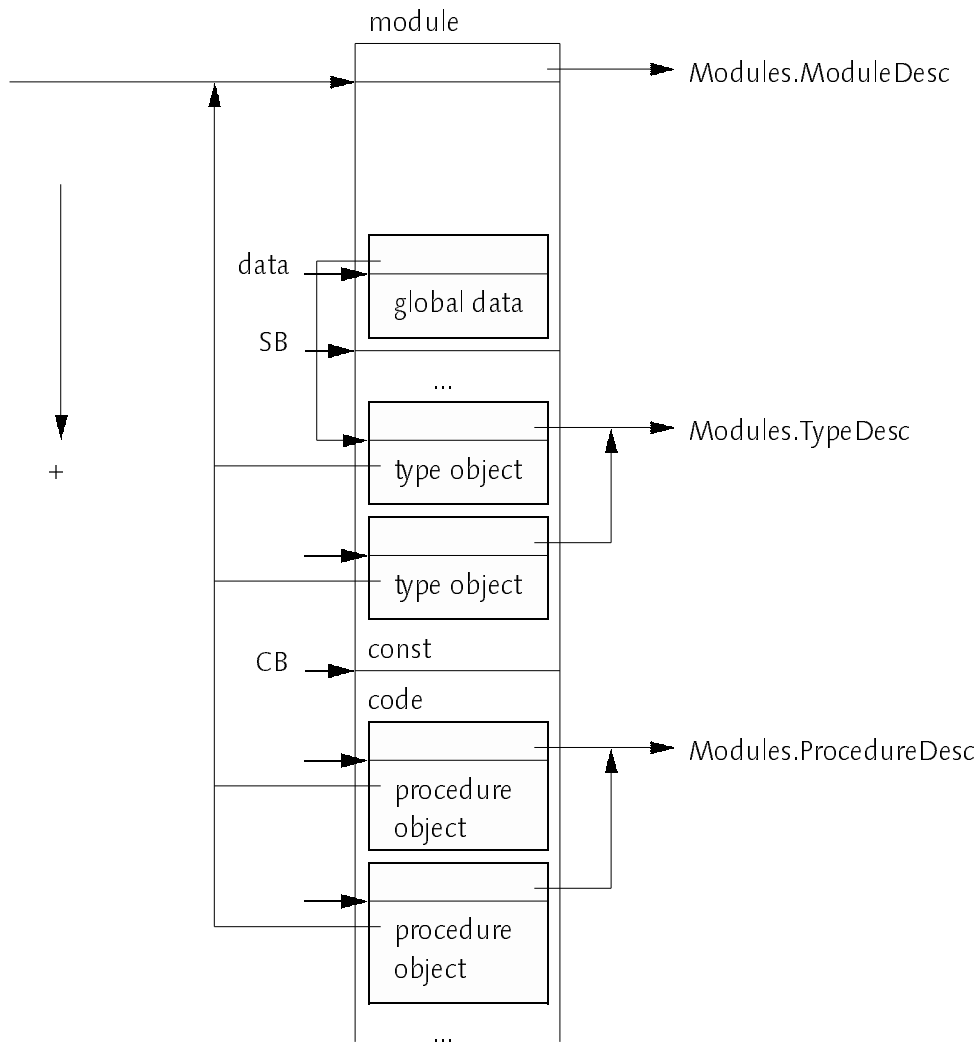 module
Modules.ModuleDesc
data
global data
SB
...
Modules.TypeDesc
+
type object
type object
const
CB
code
Modules.ProcedureDesc
procedure
object
procedure
object
...